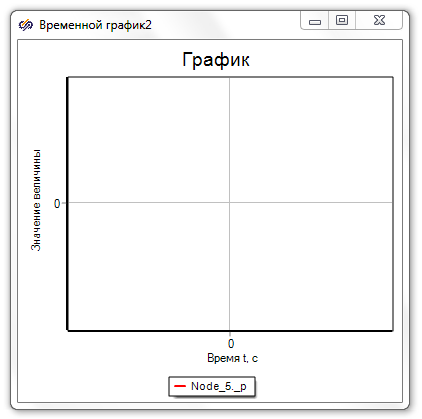 Временной график2
График
Значение величины
0
0
Время t, с
Node_5._p